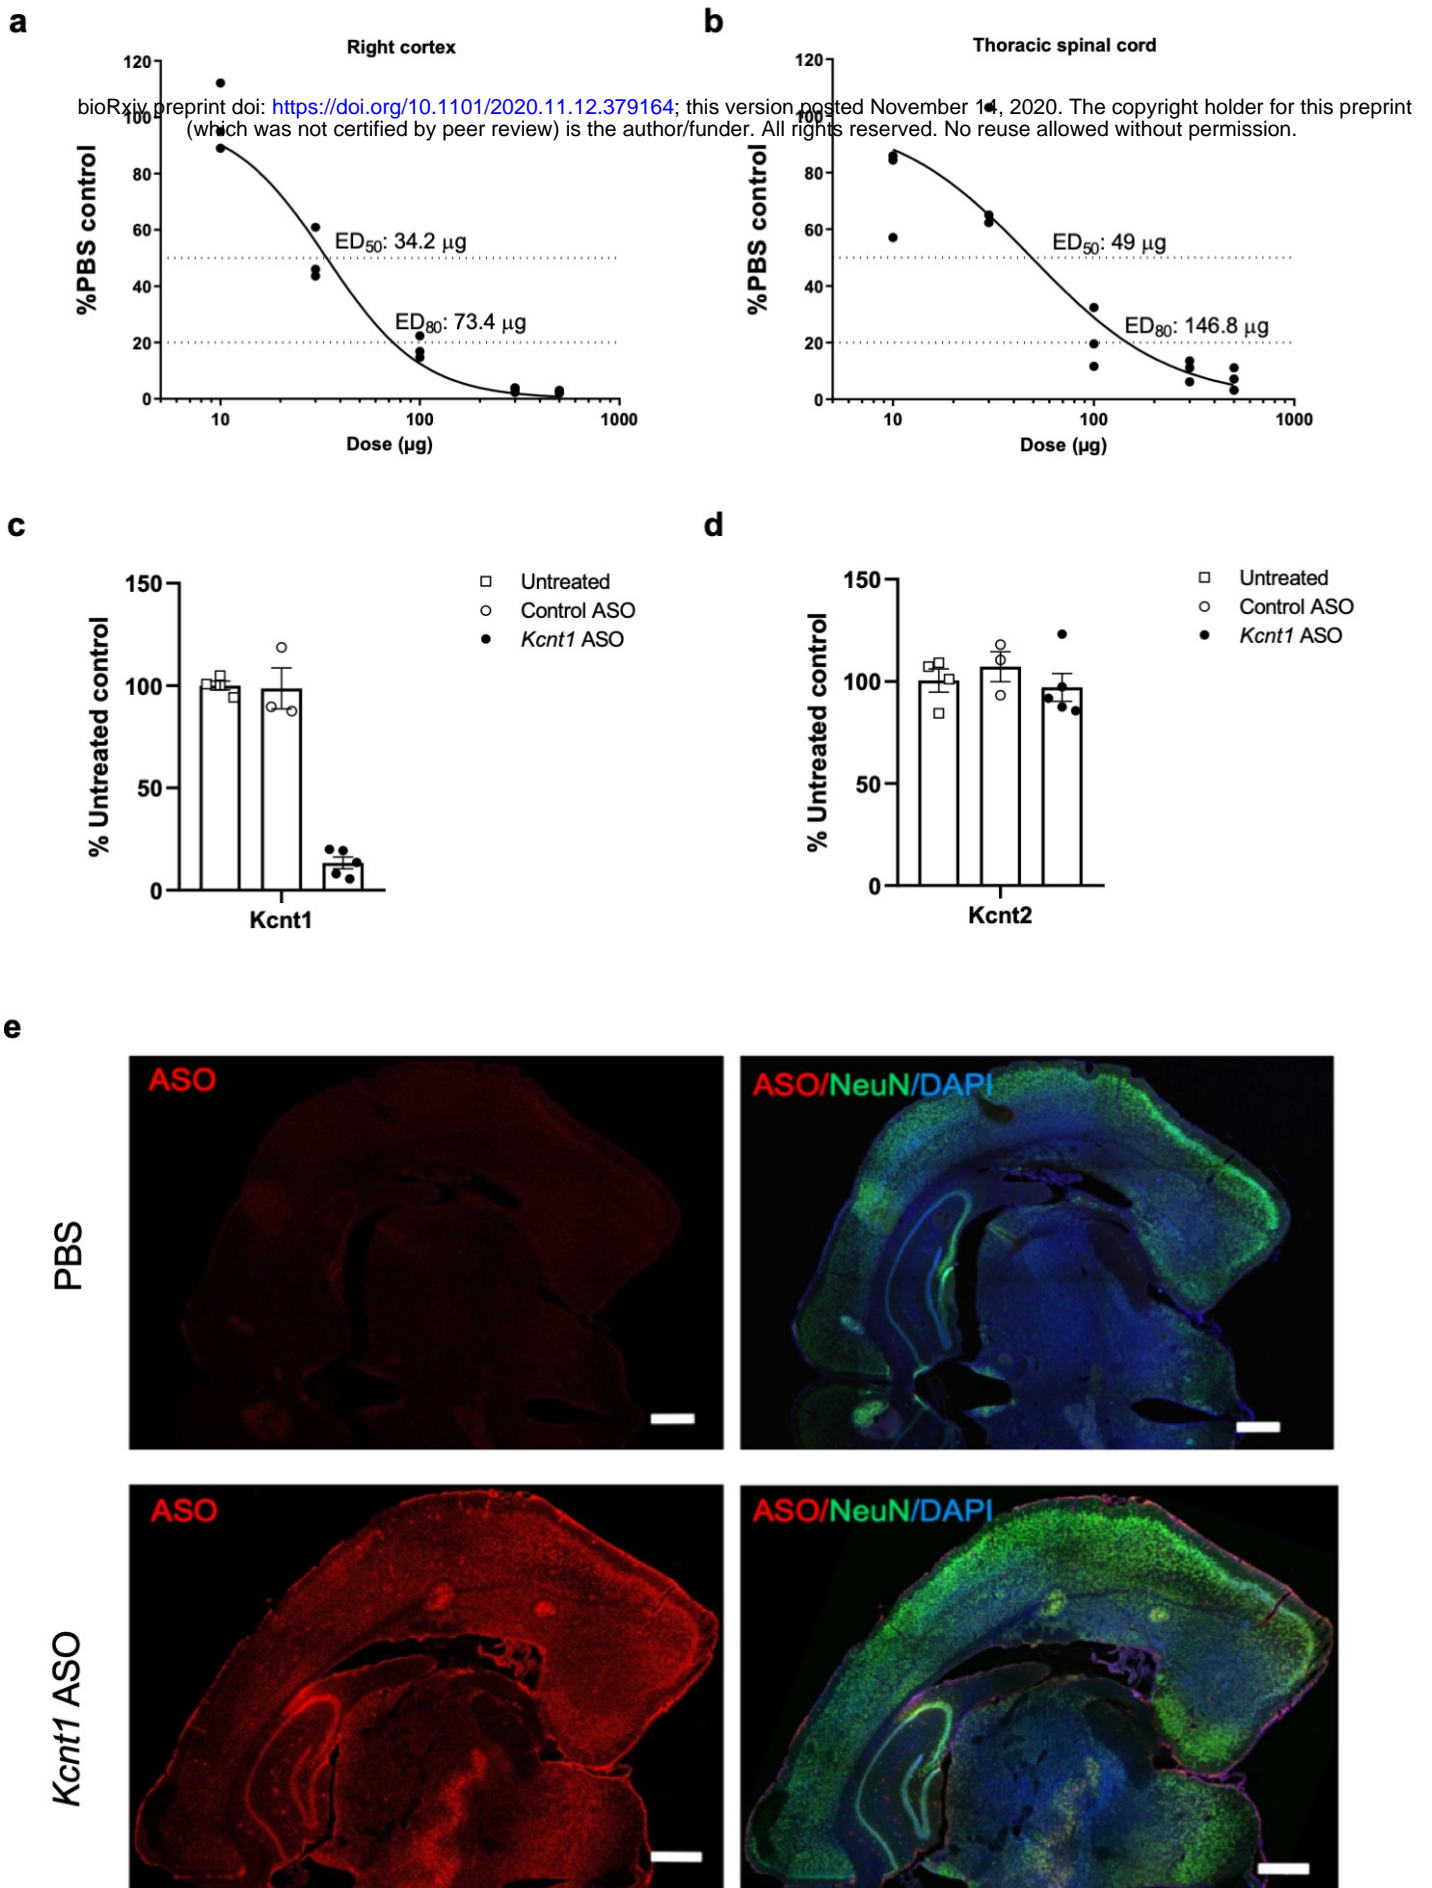 a
b
Right cortex
Thoracic spinal cord
bioRxiv preprint doi: https://doi.org/10.1101/2020.11.12.379164; this version posted November 14, 2020. The copyright holder for this preprint
(which was not certified by peer review) is the author/funder. All rights reserved. No reuse allowed without permission.
%PBS control
120
100
80
60
40
20
0
ED50: 34.2 µg
ED80: 73.4 µg
10
100
1000
Dose (µg)
%PBS control
120
100
80
60
40
20
0
ED50: 49 µg
ED80: 146.8 µg
10
100
1000
Dose (µg)
c
% Untreated control
150
100
50
0
Kcnt1
Untreated
Control ASO
Kcnt1 ASO
d
% Untreated control
150
100
50
0
Kcnt2
Untreated
Control ASO
Kcnt1 ASO
e
PBS
ASO
ASO/NeuN/DAPI
Kcnt1 ASO
ASO
ASO/NeuN/DAPI